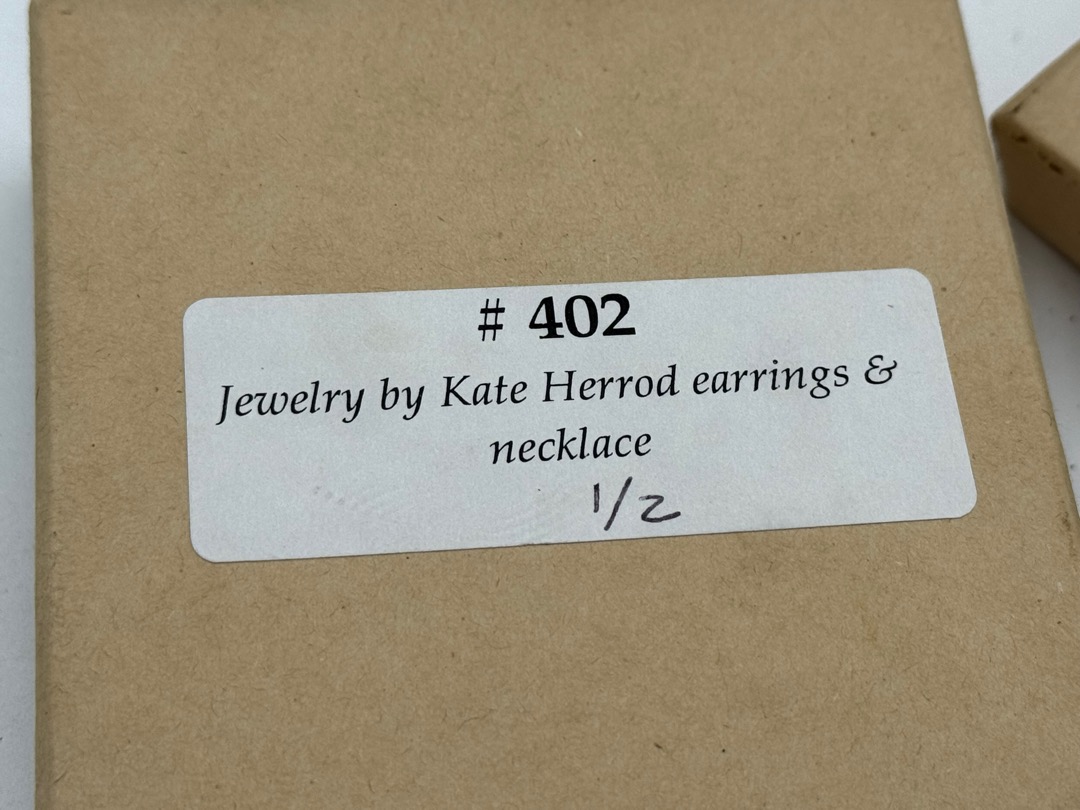 # 402
Jewelry by Kate Herrod earrings &
necklace
1/2